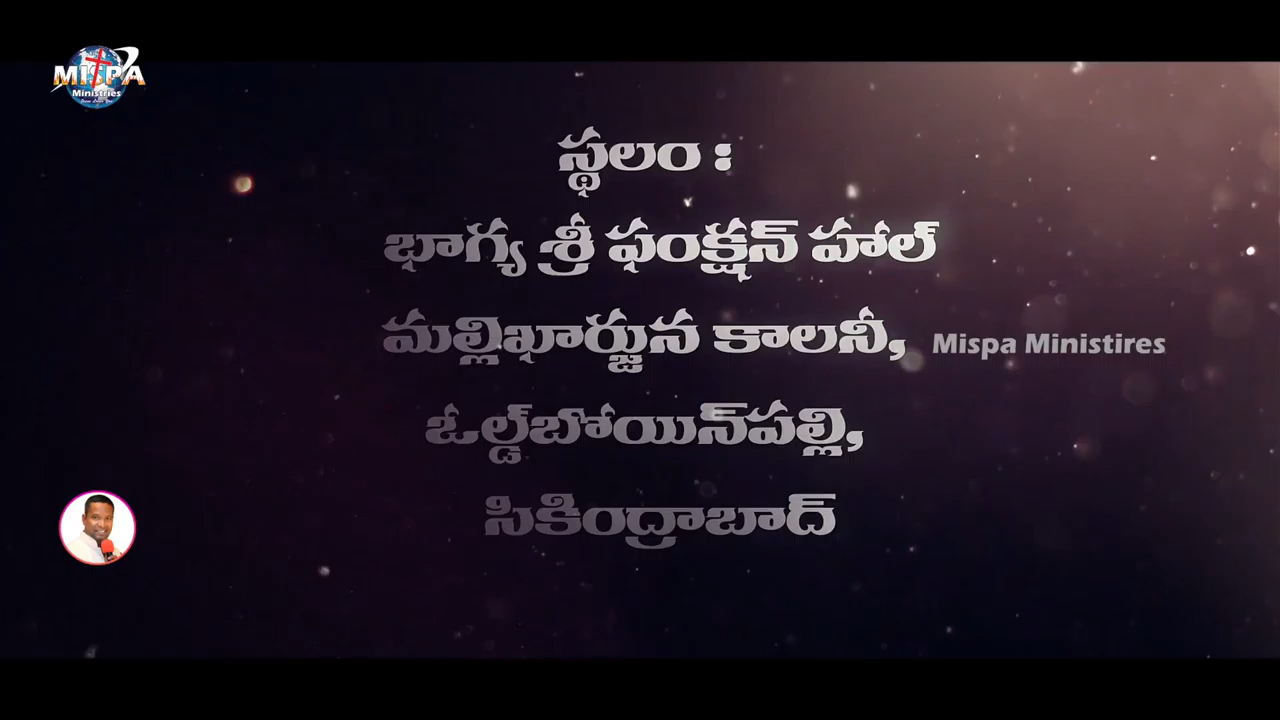 MISPA
Ministries
స్థలం :
భాగ్య శ్రీ ఫంక్షన్ హాల్
మల్లిఖార్జున కాలనీ,
Mispa Ministires
ఓల్డ్‌బోయిన్‌పల్లి,
సికింద్రాబాద్